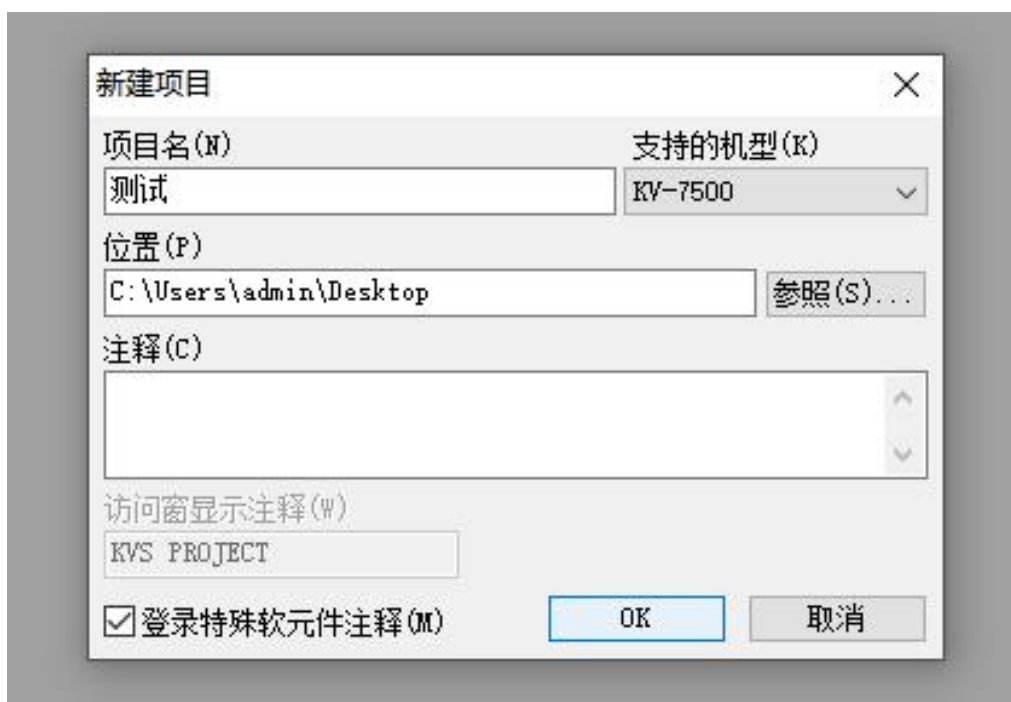 新建项目
项目名(N) 支持的机型(K)
测试 KV-7500
位置(P)
C:\Users\admin\Desktop 参照(S)...
注释(C)
访问窗显示注释(W)
KVS PROJECT
登录特殊软元件注释(M) OK 取消